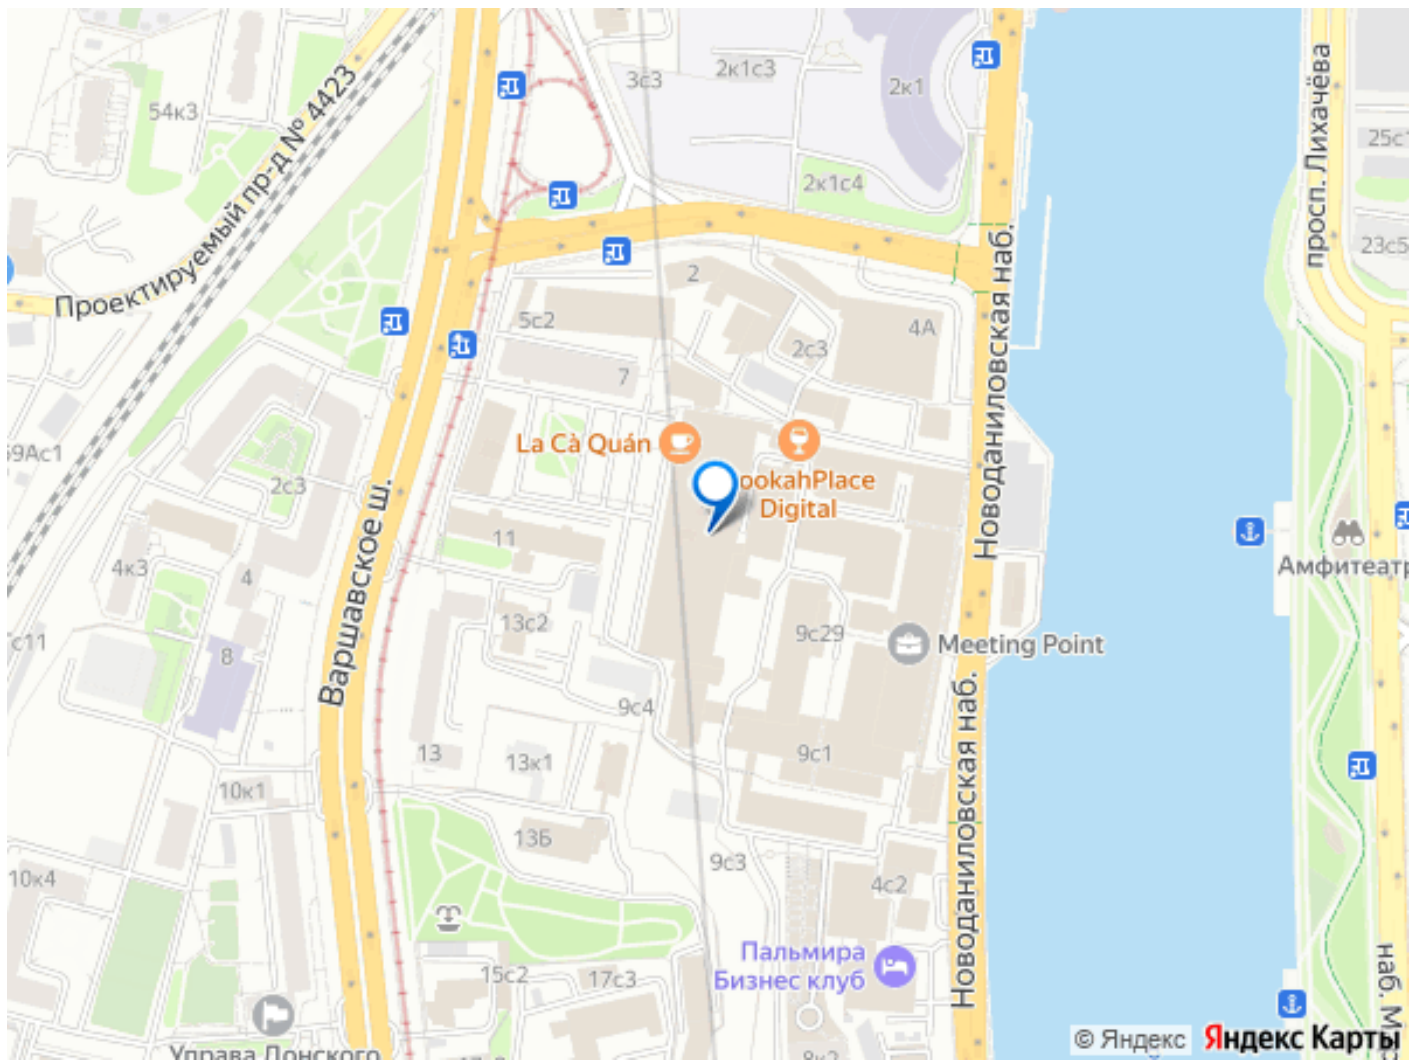 54к3
Проектируемый пр-д № 4423
3с3
2к1с3
2к1
2к1с4
просп. Лихачёва
25с1
23с5
Новоданиловская наб.
2
5с2
4А
2с3
7
La Cà Quán
ookahPlace
Digital
9Ас1
2с3
Варшавское ш.
11
4к3
4
Амфитеатр
13с2
9с29
Meeting Point
с11
8
9с4
Новоданиловская наб.
13
13к1
9с1
10к1
13Б
9с3
10к4
4с2
Пальмира
Бизнес клуб
15с2
17с3
наб.
Управа Донского
8к2
© Яндекс
Яндекс Карты